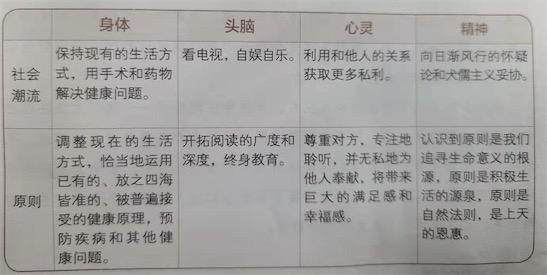 身体 头脑 心灵 精神
社会潮流
保持现有的生活方
式，用手术和药物
解决健康问题。
看电视，自娱自乐。
利用和他人的关系
获取更多私利。
向日渐风行的怀疑
论和犬儒主义妥协。
原则
调整现在的生活
方式，恰当地运用
已有的、放之四海
皆准的、被普遍接
受的健康原理，预
防疾病和其他健
康问题。
开拓阅读的广度和
深度，终身教育。
尊重对方，专注地
聆听，并无私地为
他人奉献，将带来
巨大的满足感和
幸福感。
认识到原则是我们
追寻生命意义的根
源，原则是积极生
活的源泉，原则是
自然法则，是上天
的恩惠。